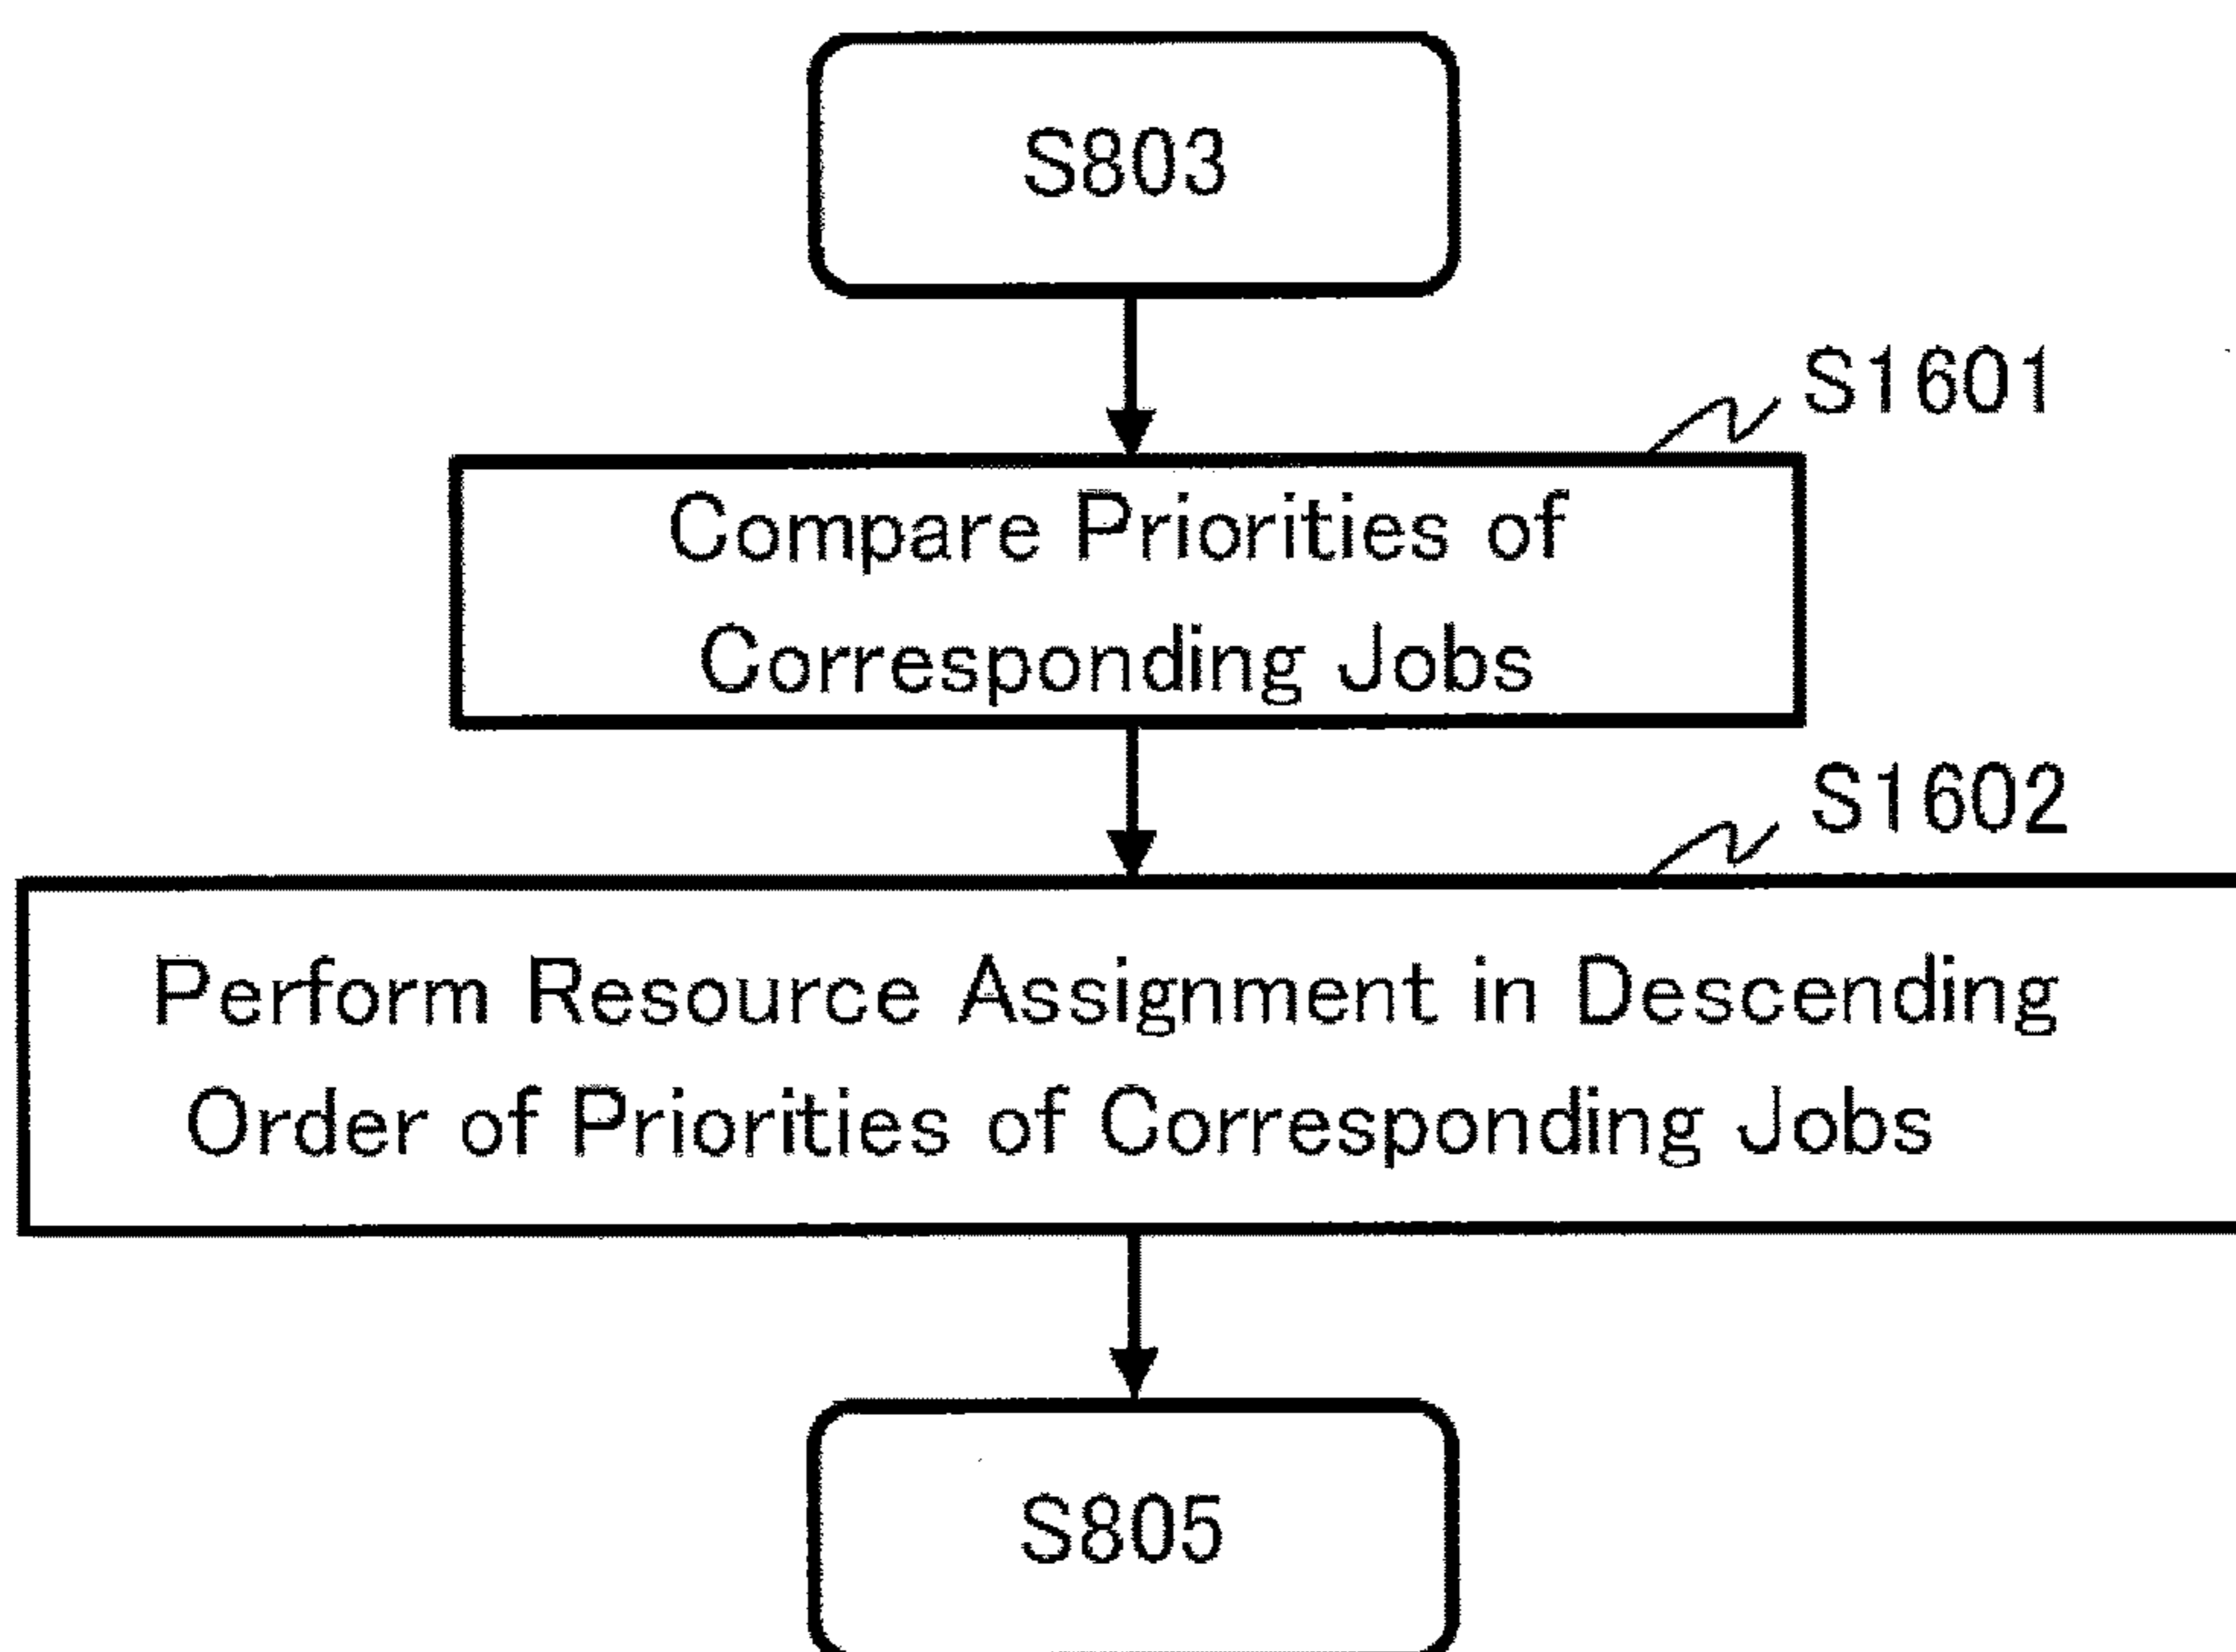 S803
S1601
Compare Priorities of
Corresponding Jobs
S1602
Perform Resource Assignment in Descending
Order of Priorities of Corresponding Jobs
S805